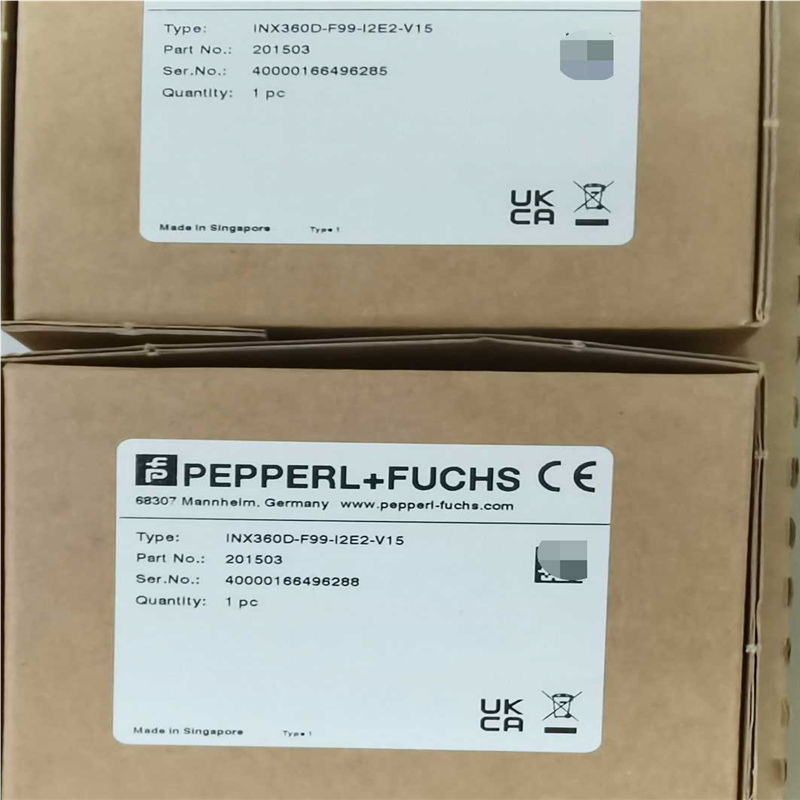 Type: INX360D-F99-I2E2-V15
Part No.: 201503
Ser.No.: 40000166496285
Quantity: 1 pc
UK
CA
Made in Singapore Type 1
PEPPERL+FUCHS CE
68307 Mannheim, Germany www.pepperl-fuchs.com
Type: INX360D-F99-I2E2-V15
Part No.: 201503
Ser.No.: 40000166496288
Quantity: 1 pc
UK
CA
Made in Singapore Type 1